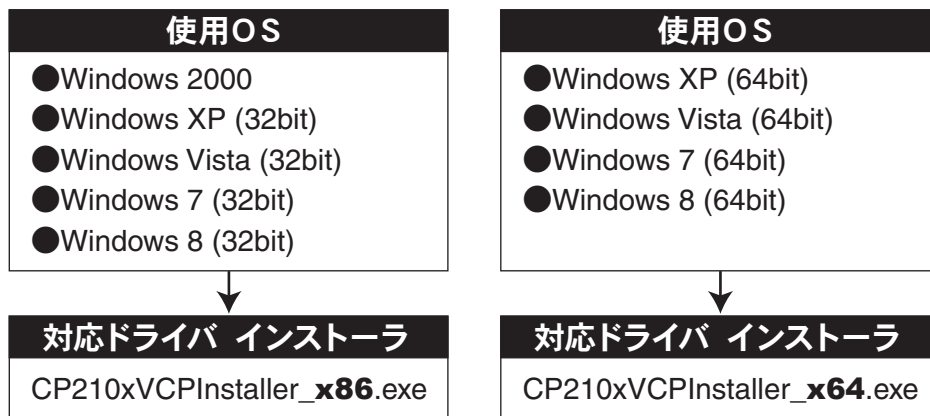 使用OS
●Windows 2000
●Windows XP (32bit)
●Windows Vista (32bit)
●Windows 7 (32bit)
●Windows 8 (32bit)
対応ドライバ インストーラ
CP210xVCPInstaller_x86.exe
使用OS
●Windows XP (64bit)
●Windows Vista (64bit)
●Windows 7 (64bit)
●Windows 8 (64bit)
対応ドライバ インストーラ
CP210xVCPInstaller_x64.exe